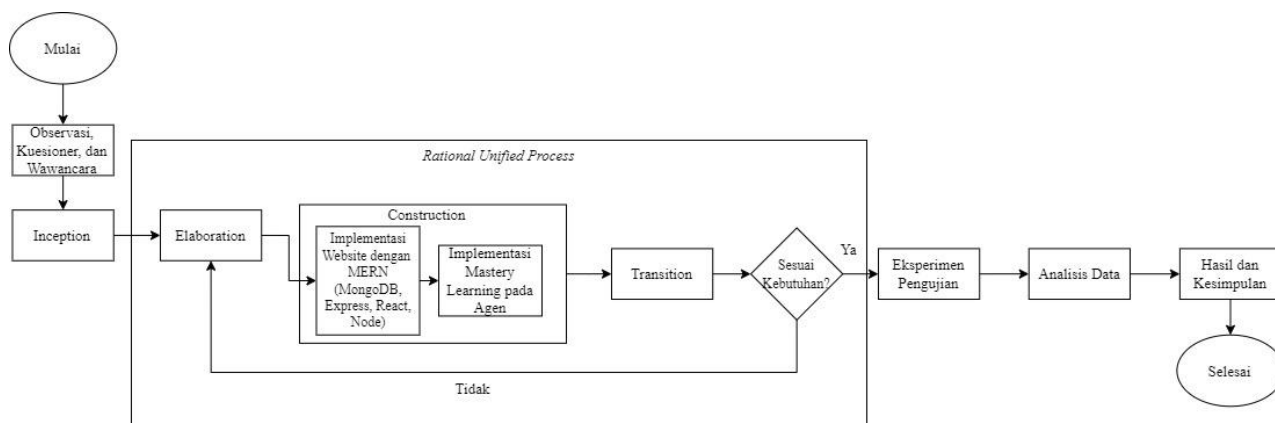 Mulai
Observasi,
Kuesioner, dan
Wawancara
Inception
Rational Unified Process
Elaboration
Construction
Implementasi
Website dengan
MERN
(MongoDB,
Express, React,
Node)
Implementasi
Mastery
Learning pada
Agen
Transition
Sesuai
Kebutuhan?
Ya
Tidak
Eksperimen
Pengujian
Analisis Data
Hasil dan
Kesimpulan
Selesai